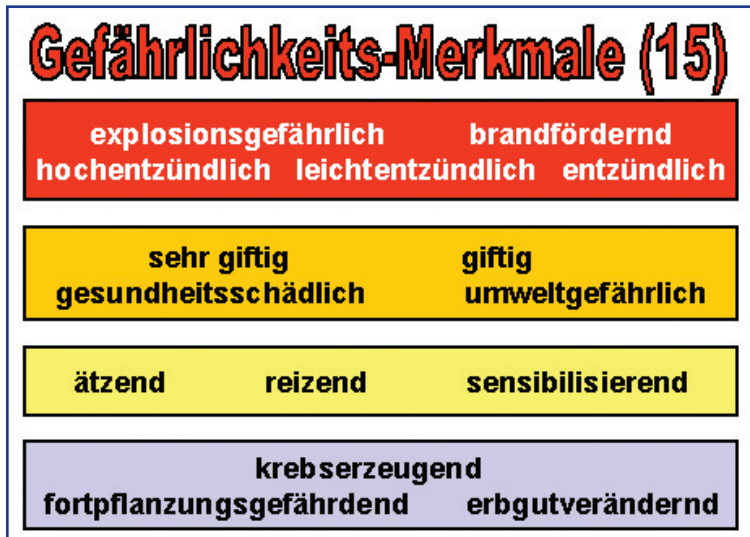 Gefährlichkeits-Merkmale (15)
explosionsgefährlich brandfördernd
hochentzündlich leichtentzündlich entzündlich
sehr giftig giftig
gesundheitsschädlich umweltgefährlich
ätzend reizend sensibilisierend
krebserzeugend
fortpflanzungsgefährdend erbgutverändernd